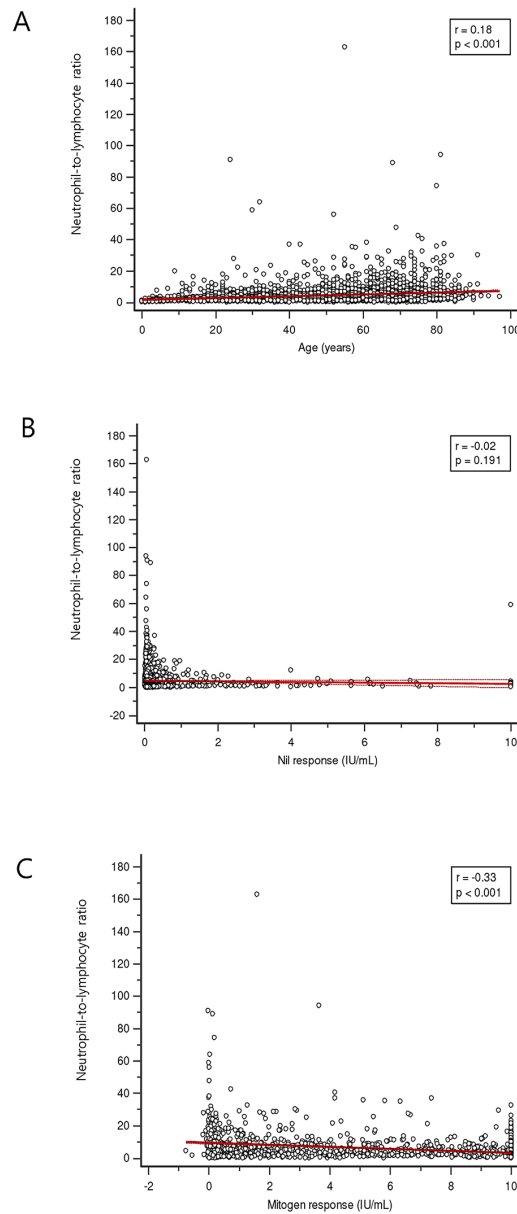 A
Neutrophil-to-lymphocyte ratio
180
160
140
120
100
80
60
40
20
0
r = 0.18
p < 0.001
0 20 40 60 80 100
Age (years)
B
Neutrophil-to-lymphocyte ratio
180
160
140
120
100
80
60
40
20
0
-20
r = -0.02
p = 0.191
0 2 4 6 8 10
Nil response (IU/mL)
C
Neutrophil-to-lymphocyte ratio
180
160
140
120
100
80
60
40
20
0
r = -0.33
p < 0.001
-2 0 2 4 6 8 10
Mitogen response (IU/mL)